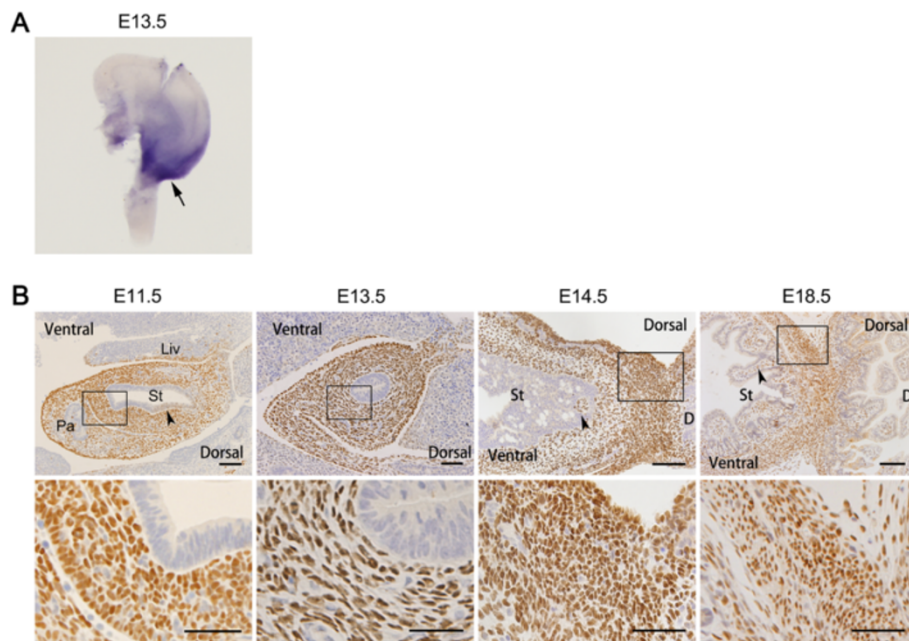 A
E13.5
B
E11.5 E13.5 E14.5 E18.5
Ventral Ventral Dorsal Dorsal
Liv
St St St
Pa D D
Dorsal Dorsal Ventral Ventral